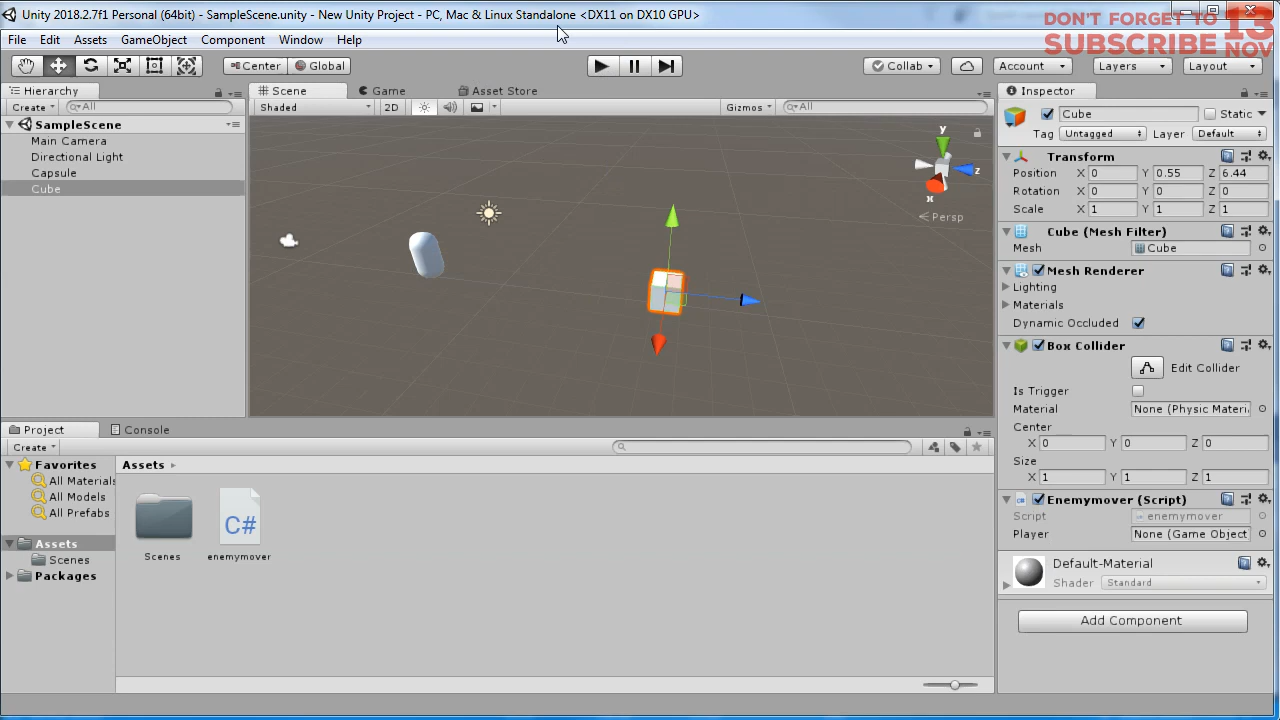 Unity 2018.2.7f1 Personal (64bit) - SampleScene.unity - New Unity Project - PC, Mac & Linux Standalone <DX11 on DX10 GPU>
DON'T FORGET TO
SUBSCRIBE
13
NOV
File Edit Assets GameObject Component Window Help
Center Global
Collab Account Layers Layout
Hierarchy
Create All
SampleScene
Main Camera
Directional Light
Capsule
Cube
Scene Game Asset Store
Shaded 2D Gizmos All
y
z
x
Persp
Inspector
Cube Static
Tag Untagged Layer Default
Transform
Position X 0 Y 0.55 Z 6.44
Rotation X 0 Y 0 Z 0
Scale X 1 Y 1 Z 1
Cube (Mesh Filter)
Mesh Cube
Mesh Renderer
Lighting
Materials
Dynamic Occluded
Box Collider
Edit Collider
Is Trigger
Material None (Physic Materi
Center
X 0 Y 0 Z 0
Size
X 1 Y 1 Z 1
Enemymover (Script)
Script enemymover
Player None (Game Object
Default-Material
Shader Standard
Add Component
Project Console
Create
Favorites
All Materials
All Models
All Prefabs
Assets
Scenes
Packages
Assets
C#
Scenes enemymover